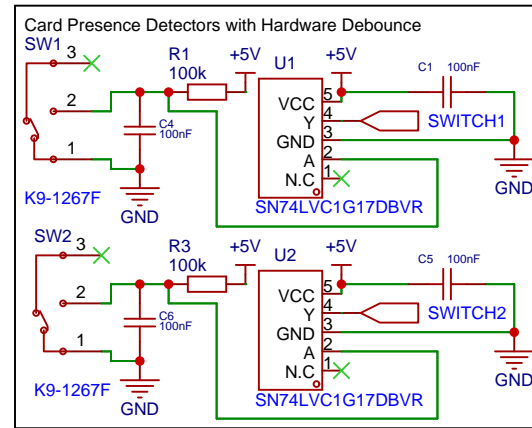 Card Presence Detectors with Hardware Debounce
SW1
3
2
1
K9-1267F
R1
100k
+5V
C4
100nF
GND
U1
+5V
VCC 5
Y 4
GND 3
A 2
N.C 1
SN74LVC1G17DBVR
C1 100nF
SWITCH1
GND
SW2
3
2
1
K9-1267F
R3
100k
+5V
C6
100nF
GND
U2
+5V
VCC 5
Y 4
GND 3
A 2
N.C 1
SN74LVC1G17DBVR
C5 100nF
SWITCH2
GND